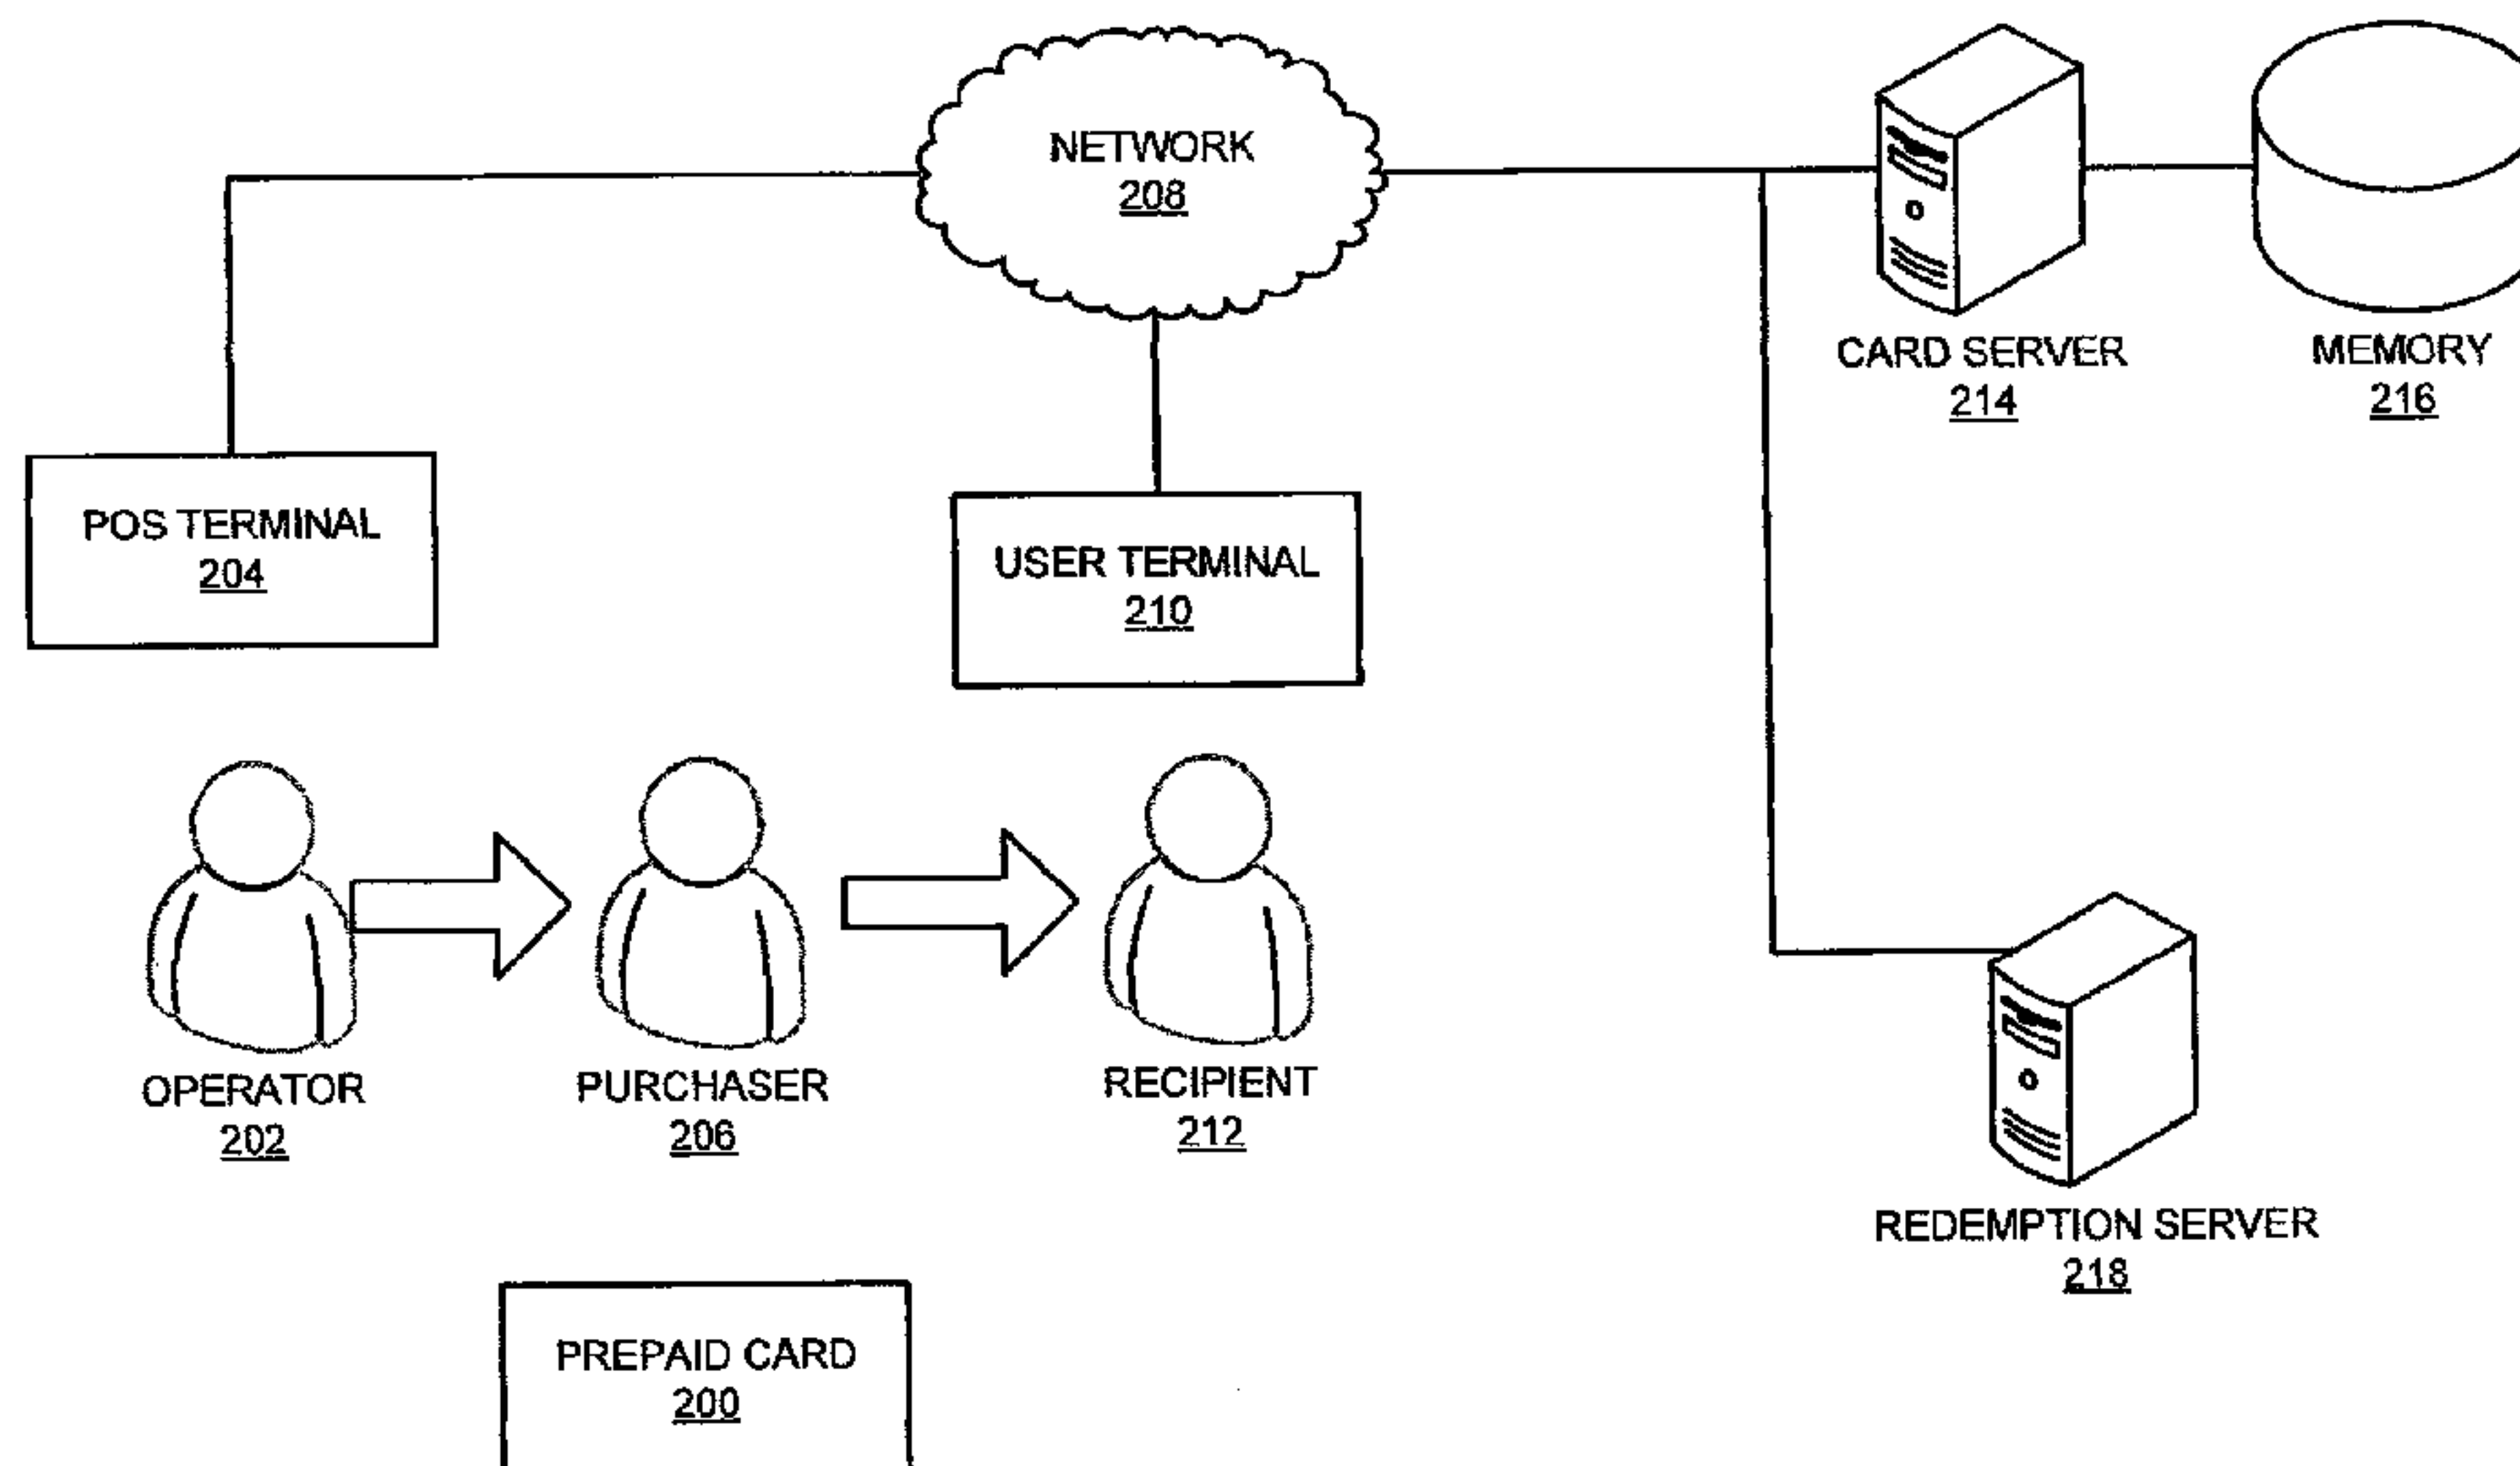 NETWORK
208
CARD SERVER
214
MEMORY
216
POS TERMINAL
204
USER TERMINAL
210
OPERATOR
202
PURCHASER
206
RECIPIENT
212
REDEMPTION SERVER
218
PREPAID CARD
200